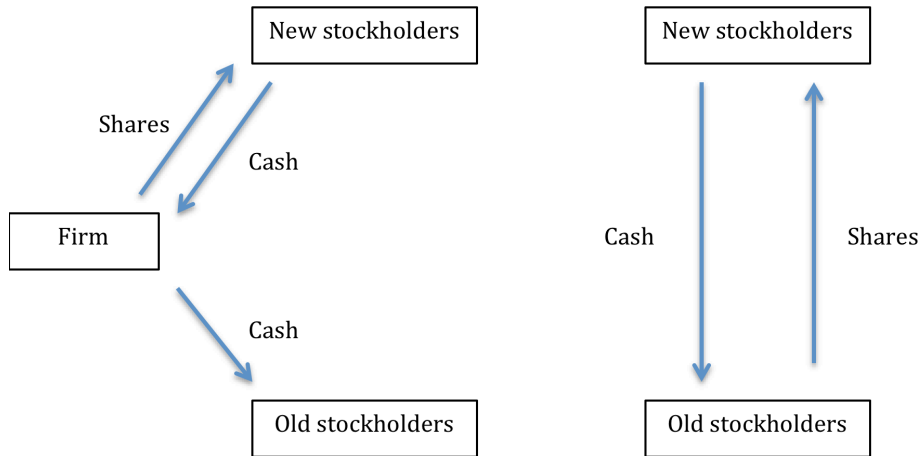 New stockholders
Shares
Cash
Firm
Cash
Old stockholders
New stockholders
Cash
Shares
Old stockholders